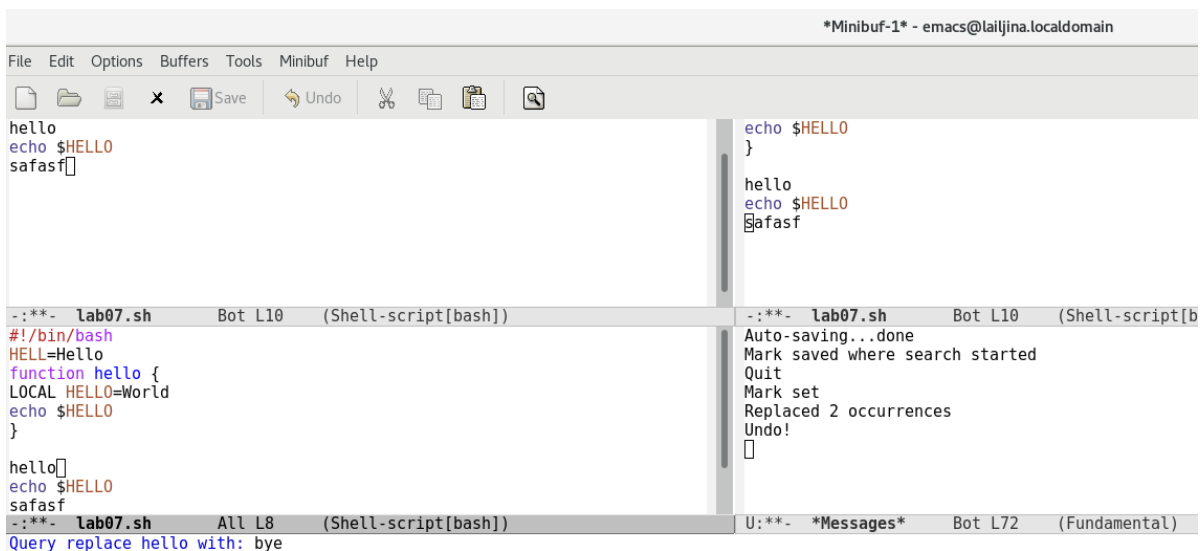 *Minibuf-1* - emacs@lailjina.localdomain
File Edit Options Buffers Tools Minibuf Help
Save Undo
hello
echo $HELLO
safasf
-:**- lab07.sh Bot L10 (Shell-script[bash])
echo $HELLO
}
hello
echo $HELLO
safasf
-:**- lab07.sh Bot L10 (Shell-script[b
#!/bin/bash
HELL=Hello
function hello {
LOCAL HELLO=World
echo $HELLO
}
hello
echo $HELLO
safasf
-:**- lab07.sh All L8 (Shell-script[bash])
Auto-saving...done
Mark saved where search started
Quit
Mark set
Replaced 2 occurrences
Undo!
U:**- *Messages* Bot L72 (Fundamental)
Query replace hello with: bye